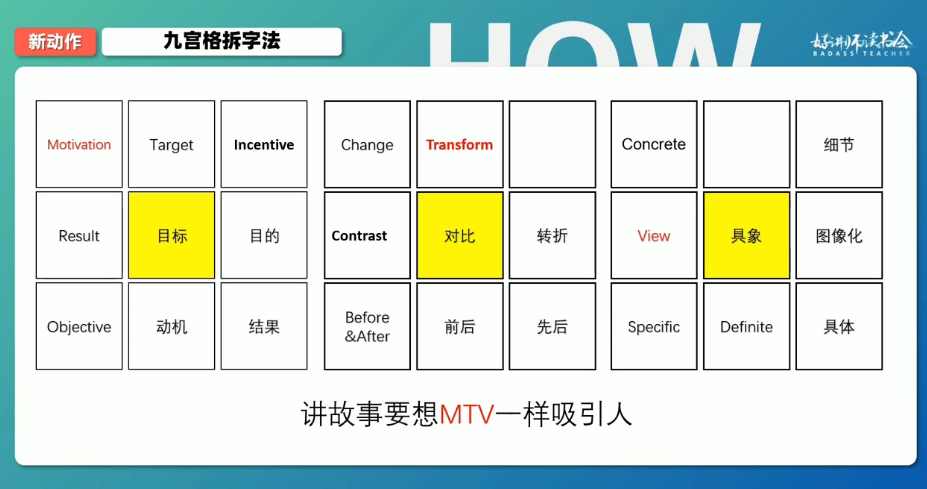 HOW
新动作
九宫格拆字法
好讲师读书会
BADASS TEACHER
Motivation
Target
Incentive
Result
目标
目的
Objective
动机
结果
Change
Transform
Contrast
对比
转折
Before
&After
前后
先后
Concrete
细节
View
具象
图像化
Specific
Definite
具体
讲故事要想MTV一样吸引人